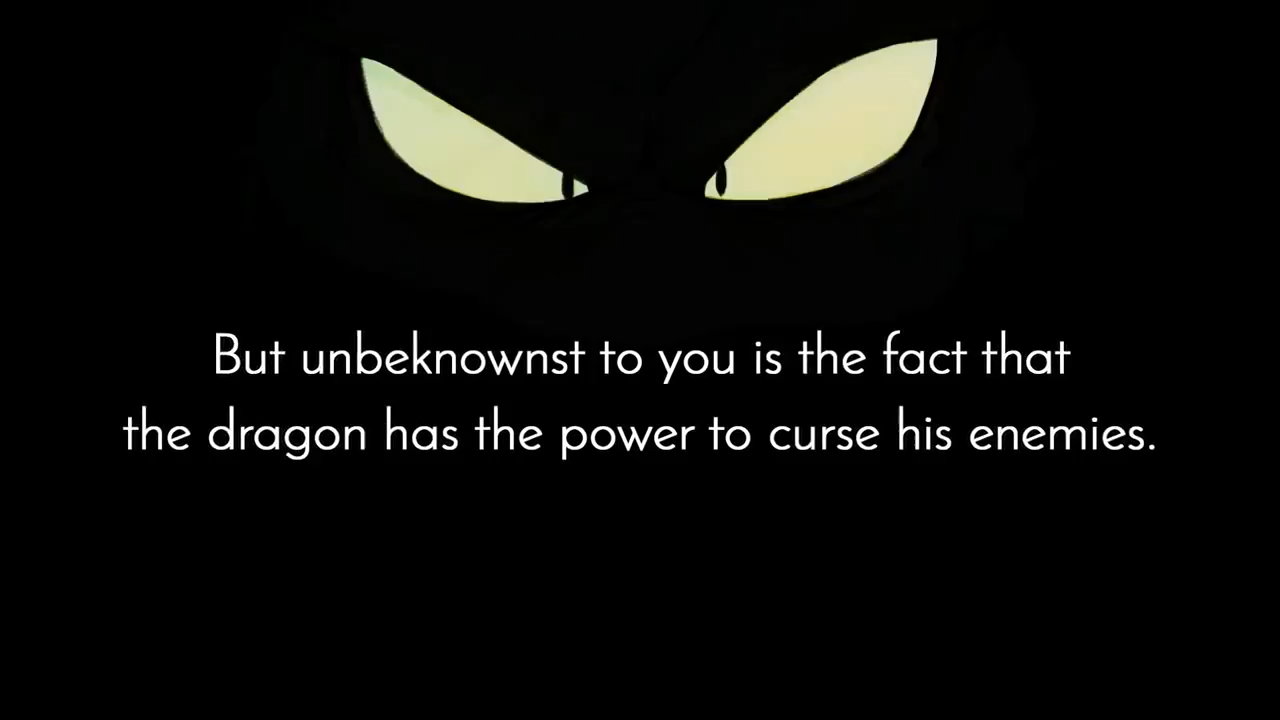 But unbeknownst to you is the fact that
the dragon has the power to curse his enemies.